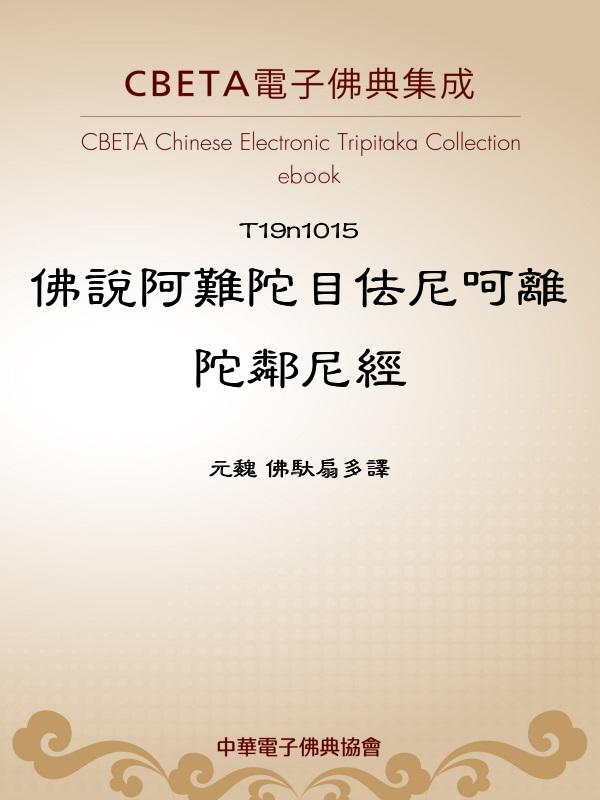 CBETA電子佛典集成
CBETA Chinese Electronic Tripitaka Collection
ebook
T19n1015
佛說阿難陀目佉尼呵離
陀鄰尼經
元魏 佛馱扇多譯
中華電子佛典協會